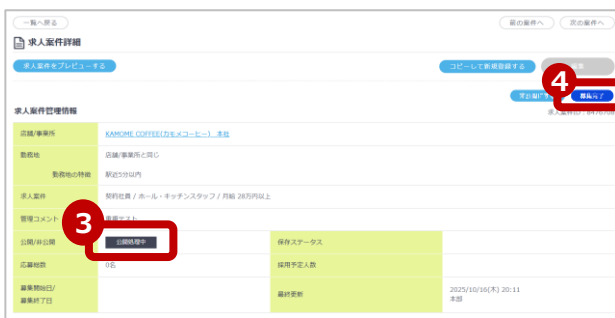 一覧へ戻る
前の案件へ 次の案件へ
求人案件詳細
求人案件をプレビューする
コピーして新規登録する
4
募集完了
求人案件管理情報
店舗/事業所 KAMOME COFFEE(カモメコーヒー) 本社
勤務地 店舗/事業所と同じ
勤務地の特徴 駅近5分以内
求人案件 契約社員 / ホール・キッチンスタッフ / 月給 28万円以上
管理コメント
3
公開/非公開 公開処理中 保存ステータス
応募総数 0名 採用予定人数
募集開始日/
募集終了日
最終更新 2025/10/16(木) 20:11
本部